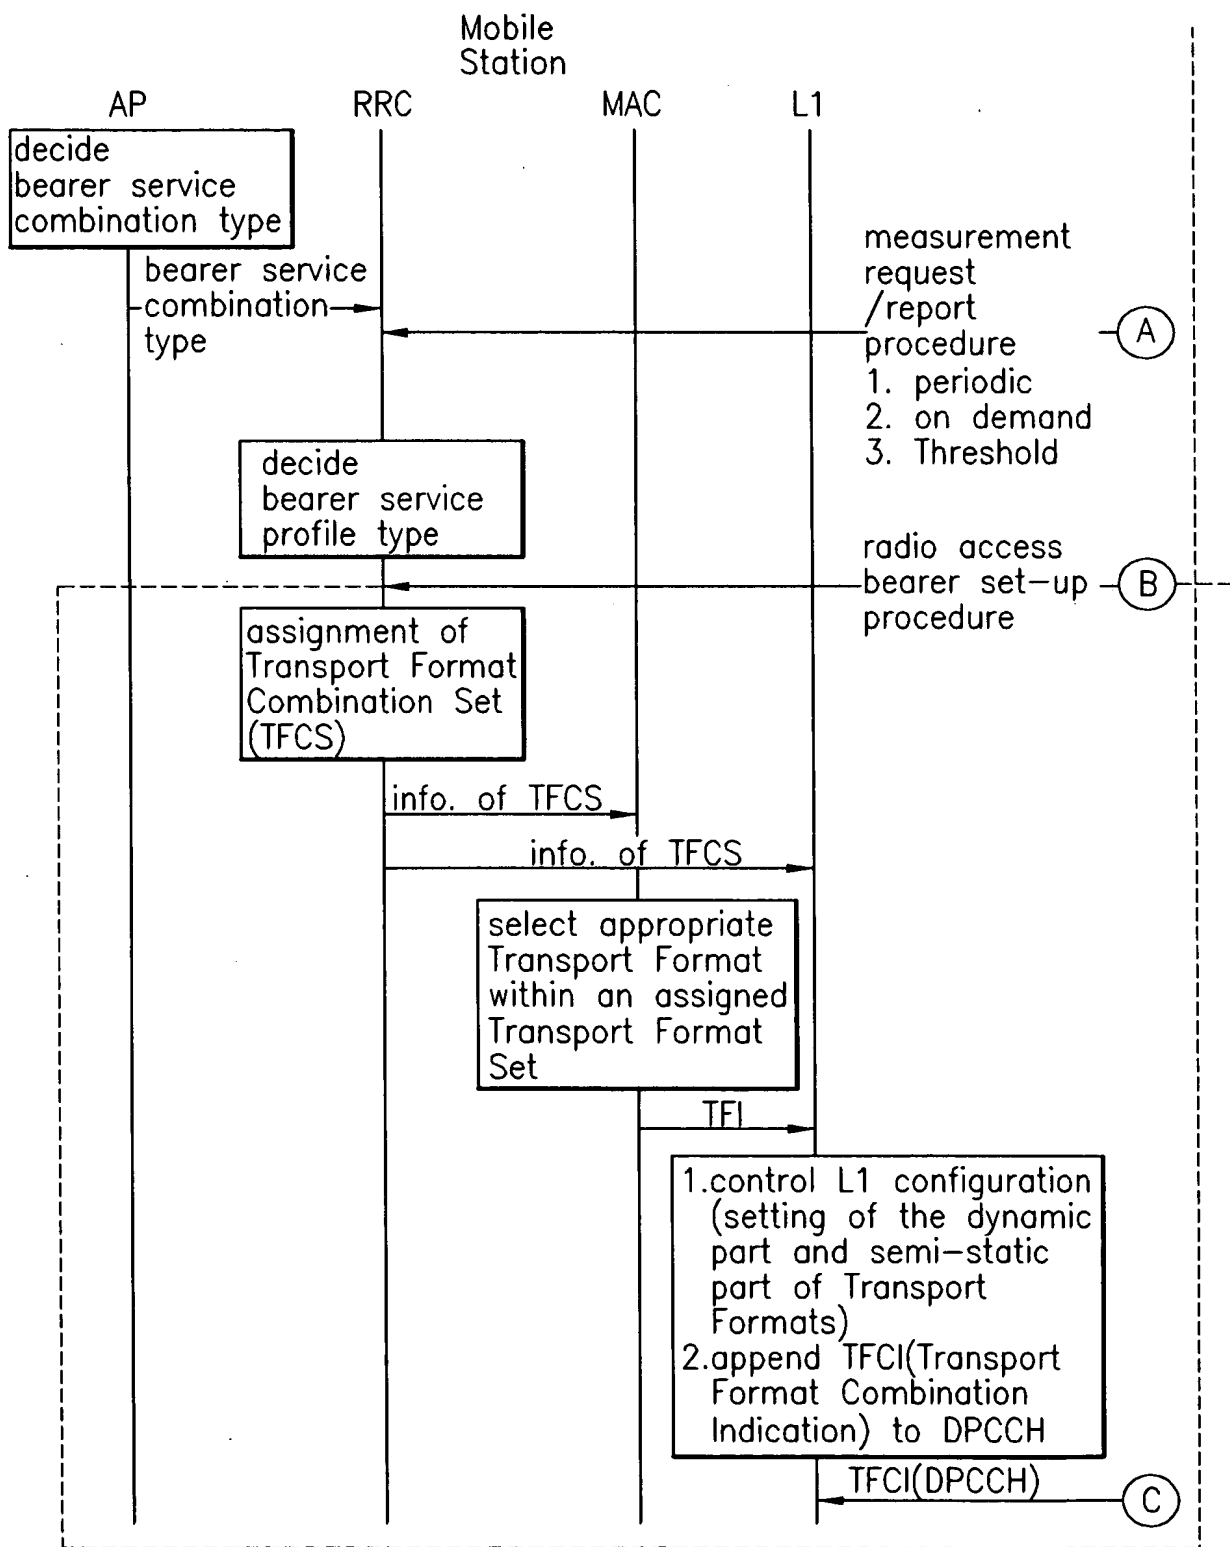 Mobile
Station
AP
RRC
MAC
L1
decide
bearer service
combination type
bearer service
combination
type
measurement
request
/report
procedure
1. periodic
2. on demand
3. Threshold
A
decide
bearer service
profile type
radio access
bearer set-up
procedure
B
assignment of
Transport Format
Combination Set
(TFCS)
info. of TFCS
info. of TFCS
select appropriate
Transport Format
within an assigned
Transport Format
Set
TFI
1.control L1 configuration
(setting of the dynamic
part and semi-static
part of Transport
Formats)
2.append TFCI(Transport
Format Combination
Indication) to DPCCH
TFCI(DPCCH)
C